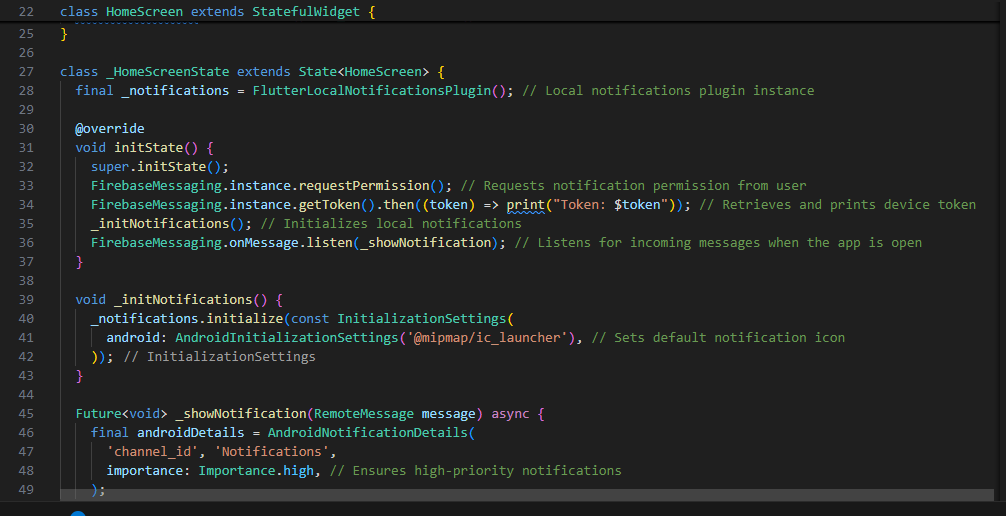 22 class HomeScreen extends StatefulWidget {
25 }
26
27 class _HomeScreenState extends State<HomeScreen> {
28   final _notifications = FlutterLocalNotificationsPlugin(); // Local notifications plugin instance
29
30   @override
31   void initState() {
32     super.initState();
33     FirebaseMessaging.instance.requestPermission(); // Requests notification permission from user
34     FirebaseMessaging.instance.getToken().then((token) => print("Token: $token")); // Retrieves and prints device token
35     _initNotifications(); // Initializes local notifications
36     FirebaseMessaging.onMessage.listen(_showNotification); // Listens for incoming messages when the app is open
37   }
38
39   void _initNotifications() {
40     _notifications.initialize(const InitializationSettings(
41       android: AndroidInitializationSettings('@mipmap/ic_launcher'), // Sets default notification icon
42     )); // InitializationSettings
43   }
44
45   Future<void> _showNotification(RemoteMessage message) async {
46     final androidDetails = AndroidNotificationDetails(
47       'channel_id', 'Notifications',
48       importance: Importance.high, // Ensures high-priority notifications
49     );